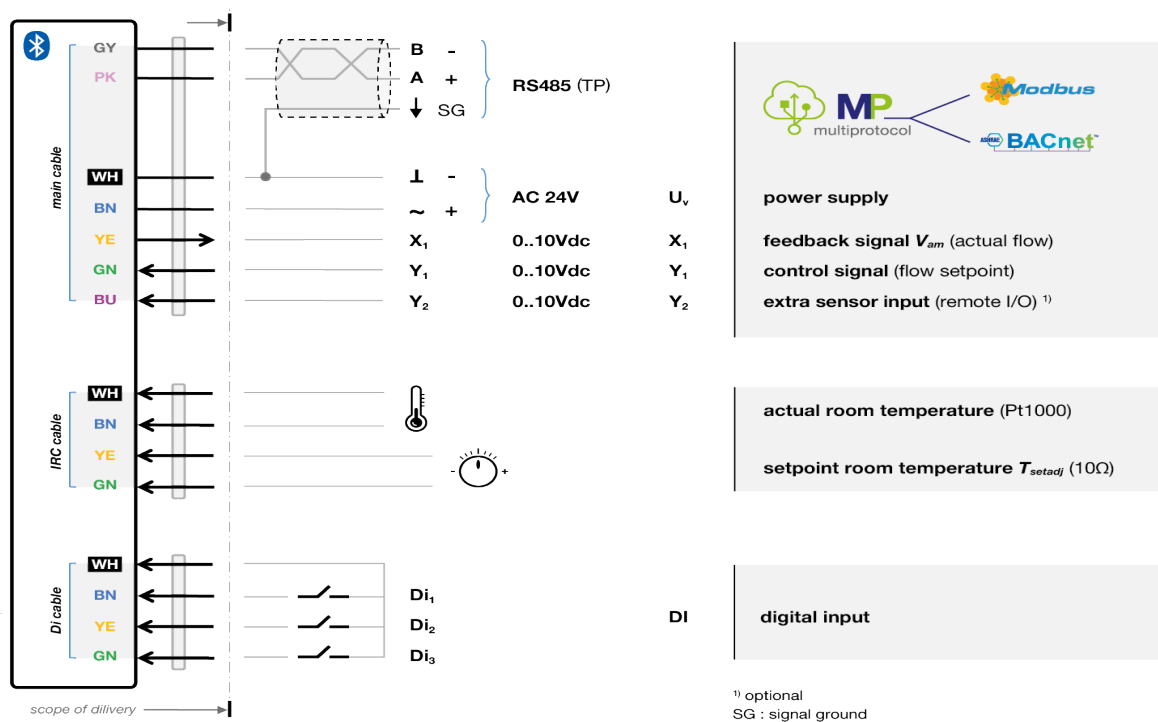 GY
B -
PK
A + RS485 (TP)
SG
MP
multiprotocol
Modbus
ASHRAE BACnet™
main cable
WH
⊥ -
BN
~ + AC 24V Uv power supply
YE
X1 0..10Vdc X1 feedback signal Vam (actual flow)
GN
Y1 0..10Vdc Y1 control signal (flow setpoint)
BU
Y2 0..10Vdc Y2 extra sensor input (remote I/O) 1)
IRC cable
WH
BN
actual room temperature (Pt1000)
YE
GN
- +
setpoint room temperature Tsetadj (10Ω)
Di cable
WH
BN
Di1
YE
Di2
GN
Di3
DI digital input
scope of dilivery
1) optional
SG : signal ground